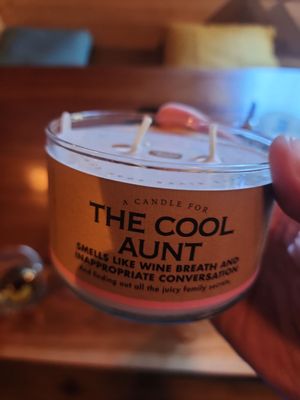 A CANDLE FOR
THE COOL
AUNT
SMELLS LIKE WINE BREATH AND
INAPPROPRIATE CONVERSATION
And finding out all the juicy family secrets.